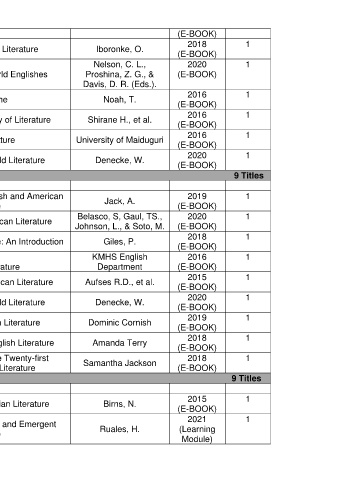 (E-BOOK)
Literature Iboronke, O. 2018 (E-BOOK) 1
rld Englishes Nelson, C. L., Proshina, Z. G., & Davis, D. R. (Eds.). 2020 (E-BOOK) 1
ne Noah, T. 2016 (E-BOOK) 1
y of Literature Shirane H., et al. 2016 (E-BOOK) 1
ture University of Maiduguri 2016 (E-BOOK) 1
ld Literature Denecke, W. 2020 (E-BOOK) 1
9 Titles
sh and American Jack, A. 2019 (E-BOOK) 1
can Literature Belasco, S, Gaul, TS., Johnson, L., & Soto, M. 2020 (E-BOOK) 1
: An Introduction Giles, P. 2018 (E-BOOK) 1
rature KMHS English Department 2016 (E-BOOK) 1
can Literature Aufses R.D., et al. 2015 (E-BOOK) 1
ld Literature Denecke, W. 2020 (E-BOOK) 1
n Literature Dominic Cornish 2019 (E-BOOK) 1
glish Literature Amanda Terry 2018 (E-BOOK) 1
e Twenty-first Literature Samantha Jackson 2018 (E-BOOK) 1
9 Titles
ian Literature Birns, N. 2015 (E-BOOK) 1
and Emergent Ruales, H. 2021 (Learning Module) 1